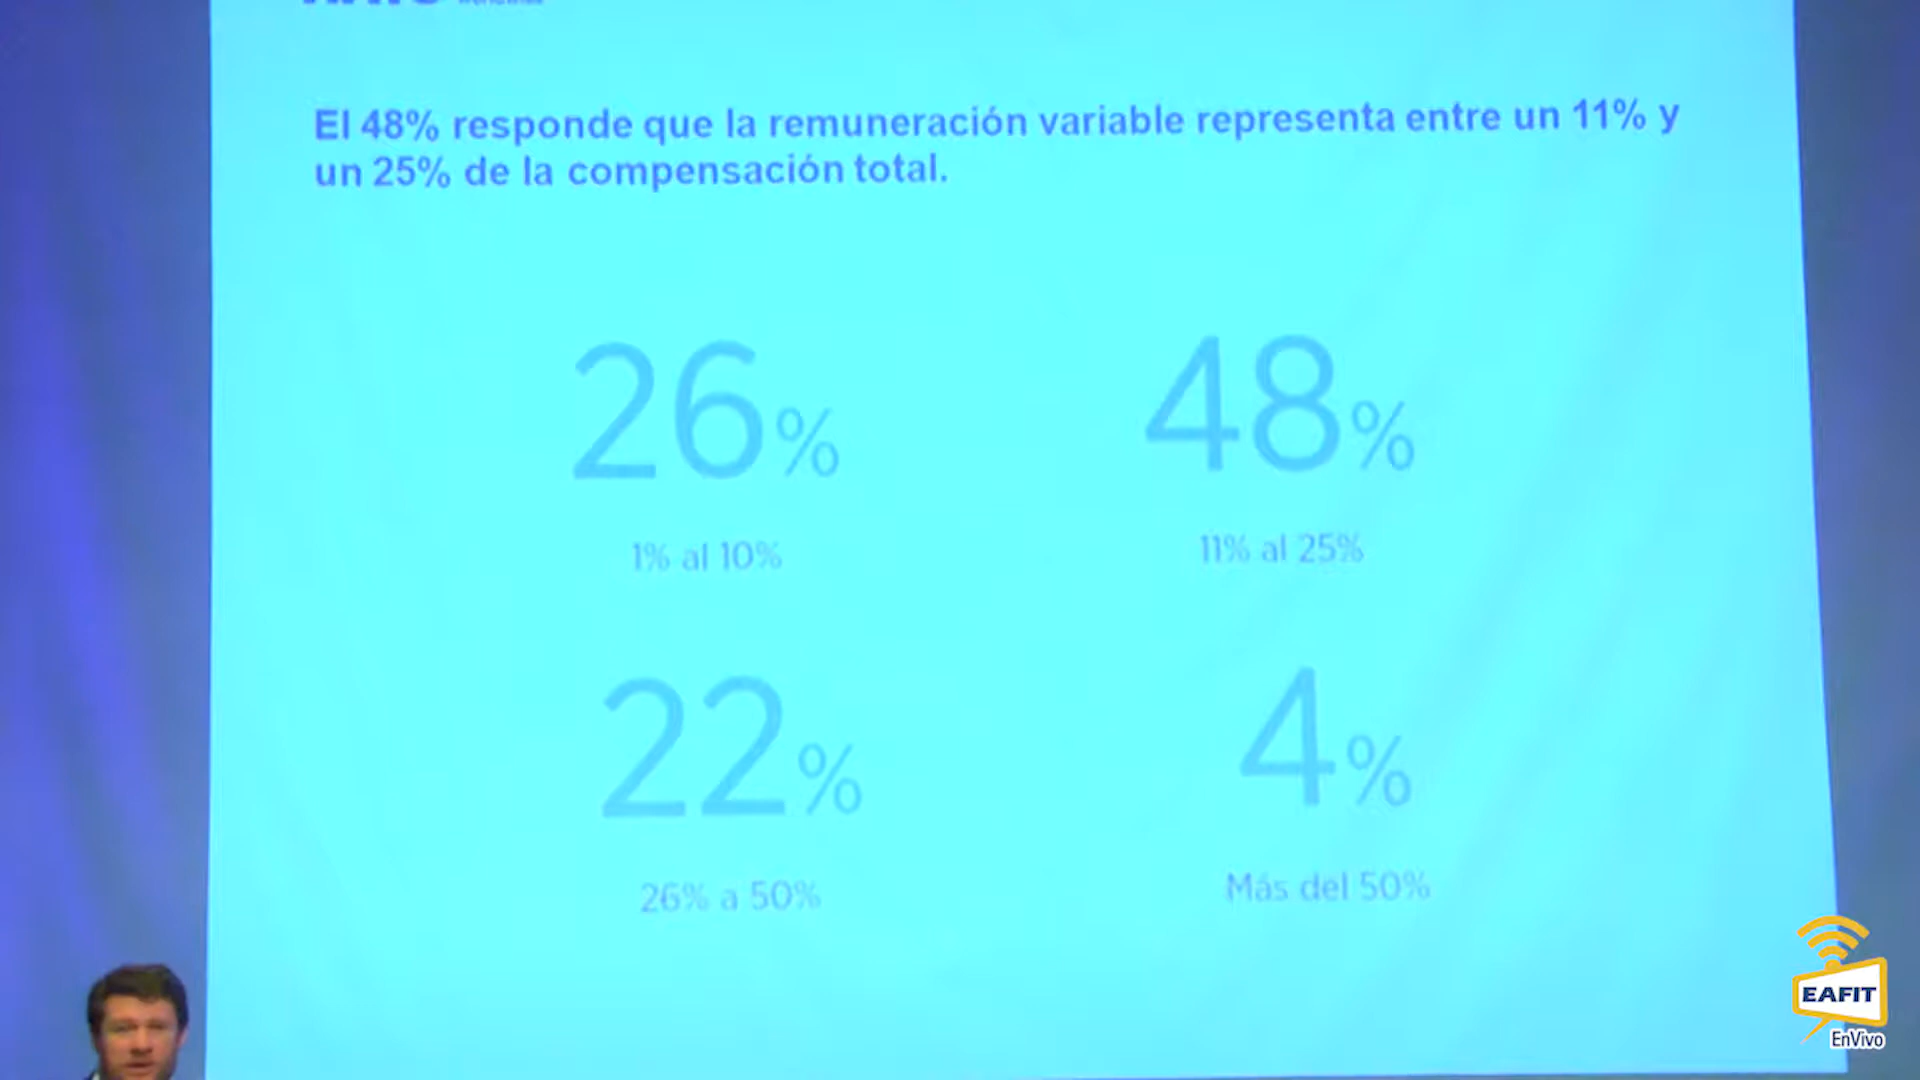 El 48% responde que la remuneración variable representa entre un 11% y
un 25% de la compensación total.
26%
48%
1% al 10%
11% al 25%
22%
4%
26% a 50%
Más del 50%
EAFIT
EnVivo